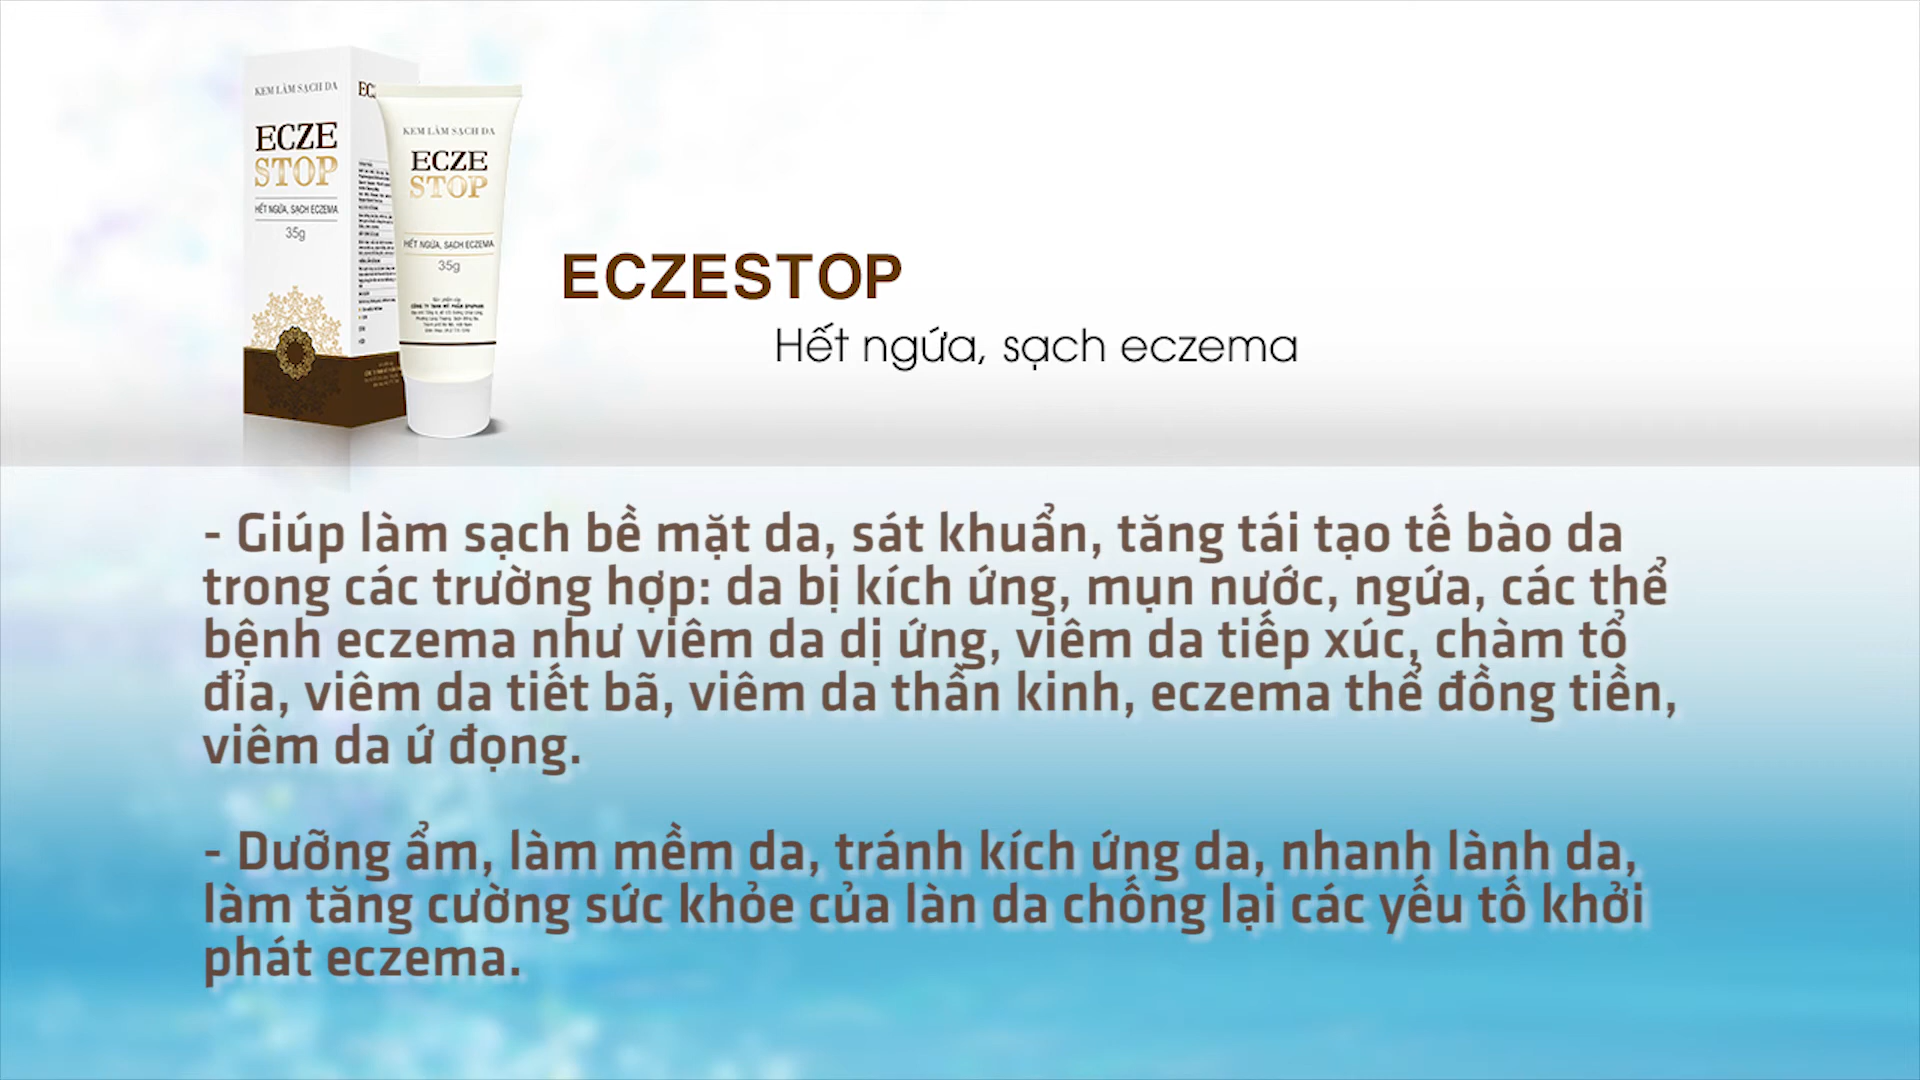 KEM LÀM SẠCH DA
ECZE
STOP
HẾT NGỨA, SẠCH ECZEMA
35g
KEM LÀM SẠCH DA
ECZE
STOP
HẾT NGỨA, SẠCH ECZEMA
35g
ECZESTOP
Hết ngứa, sạch eczema
- Giúp làm sạch bề mặt da, sát khuẩn, tăng tái tạo tế bào da
trong các trường hợp: da bị kích ứng, mụn nước, ngứa, các thể
bệnh eczema như viêm da dị ứng, viêm da tiếp xúc, chàm tổ
đỉa, viêm da tiết bã, viêm da thần kinh, eczema thể đồng tiền,
viêm da ứ đọng.
- Dưỡng ẩm, làm mềm da, tránh kích ứng da, nhanh lành da,
làm tăng cường sức khỏe của làn da chống lại các yếu tố khởi
phát eczema.